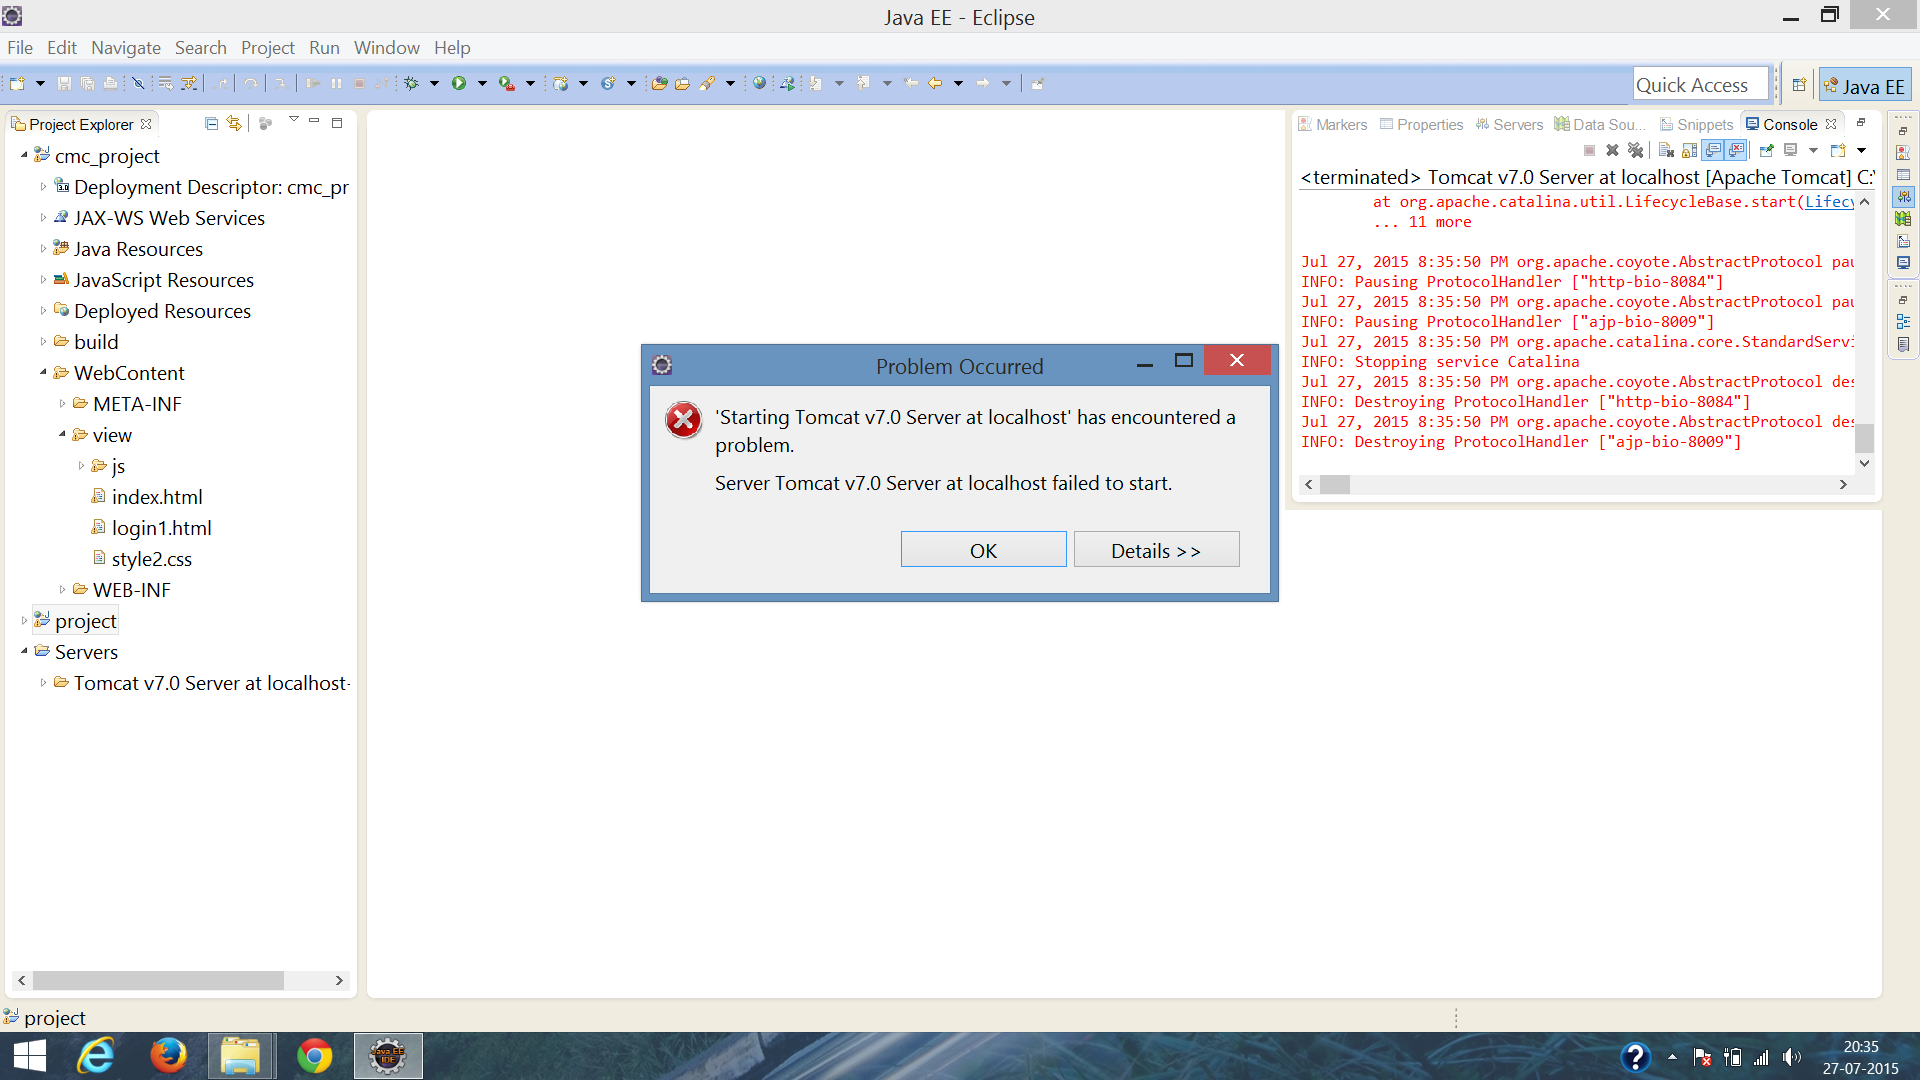 Java EE - Eclipse
File Edit Navigate Search Project Run Window Help
Quick Access
Java EE
Project Explorer
cmc_project
Deployment Descriptor: cmc_pr
JAX-WS Web Services
Java Resources
JavaScript Resources
Deployed Resources
build
WebContent
META-INF
view
js
index.html
login1.html
style2.css
WEB-INF
project
Servers
Tomcat v7.0 Server at localhost-
Problem Occurred
'Starting Tomcat v7.0 Server at localhost' has encountered a
problem.
Server Tomcat v7.0 Server at localhost failed to start.
OK
Details >>
Markers Properties Servers Data Sou... Snippets Console
<terminated> Tomcat v7.0 Server at localhost [Apache Tomcat] C:\
at org.apache.catalina.util.LifecycleBase.start(Lifecy
... 11 more
Jul 27, 2015 8:35:50 PM org.apache.coyote.AbstractProtocol pau
INFO: Pausing ProtocolHandler ["http-bio-8084"]
Jul 27, 2015 8:35:50 PM org.apache.coyote.AbstractProtocol pau
INFO: Pausing ProtocolHandler ["ajp-bio-8009"]
Jul 27, 2015 8:35:50 PM org.apache.catalina.core.StandardServi
INFO: Stopping service Catalina
Jul 27, 2015 8:35:50 PM org.apache.coyote.AbstractProtocol des
INFO: Destroying ProtocolHandler ["http-bio-8084"]
Jul 27, 2015 8:35:50 PM org.apache.coyote.AbstractProtocol des
INFO: Destroying ProtocolHandler ["ajp-bio-8009"]
project
Java EE
IDE
20:35
27-07-2015